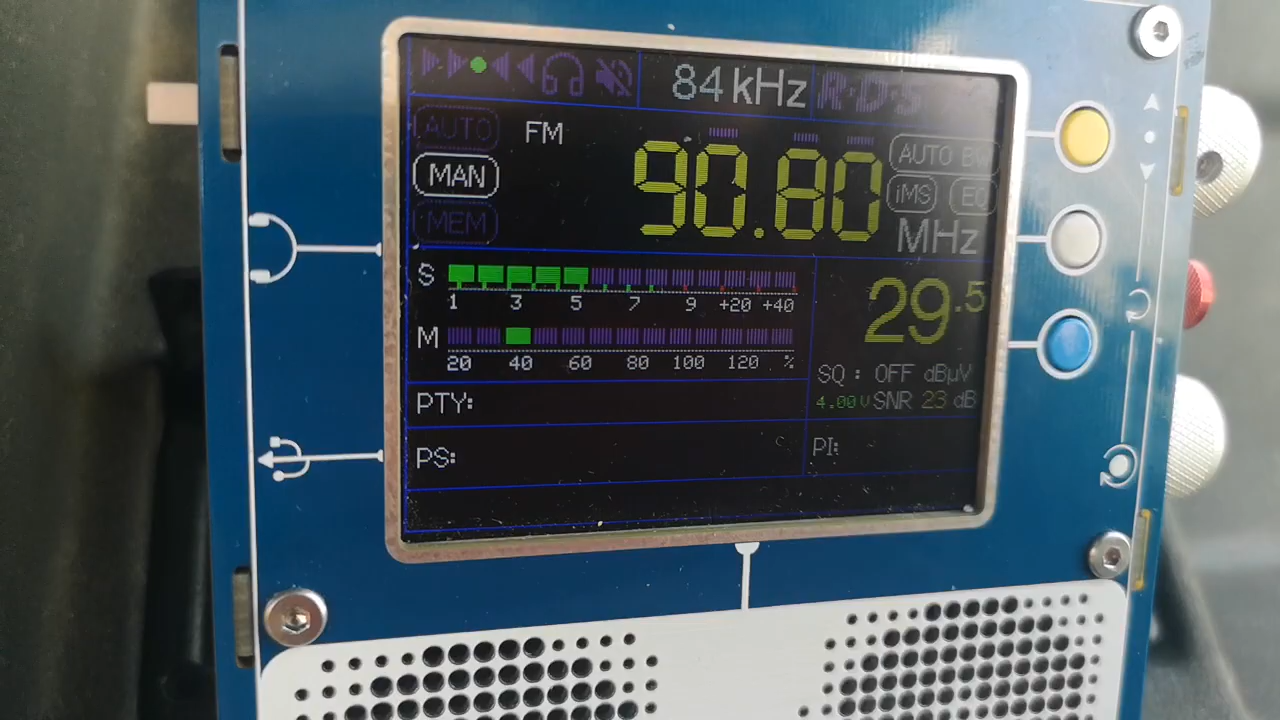 84 kHz R·D·S
AUTO FM
MAN 90.80 AUTO BW
iMS EQ
MEM MHz
S
1 3 5 7 9 +20 +40 29.5
M
20 40 60 80 100 120 %
SQ : OFF dBµV
PTY: 4.00V SNR 23 dB
PS: PI: